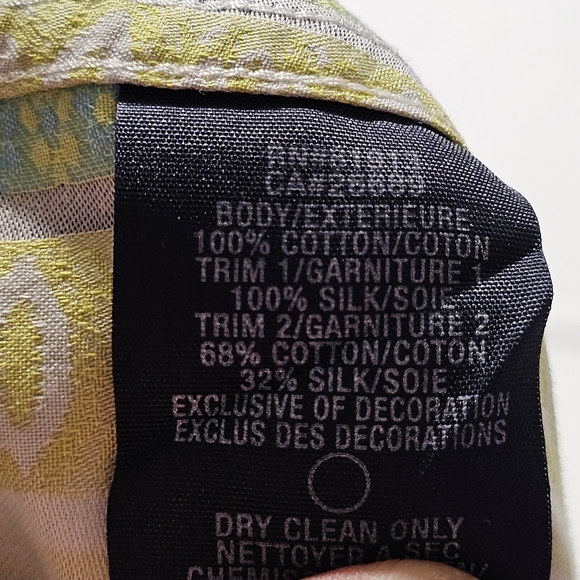 BODY/EXTERIEURE
100% COTTON/COTON
TRIM 1/GARNITURE 1
100% SILK/SOIE
TRIM 2/GARNITURE 2
68% COTTON/COTON
32% SILK/SOIE
EXCLUSIVE OF DECORATION
EXCLUS DES DECORATIONS
DRY CLEAN ONLY
NETTOYER A SEC